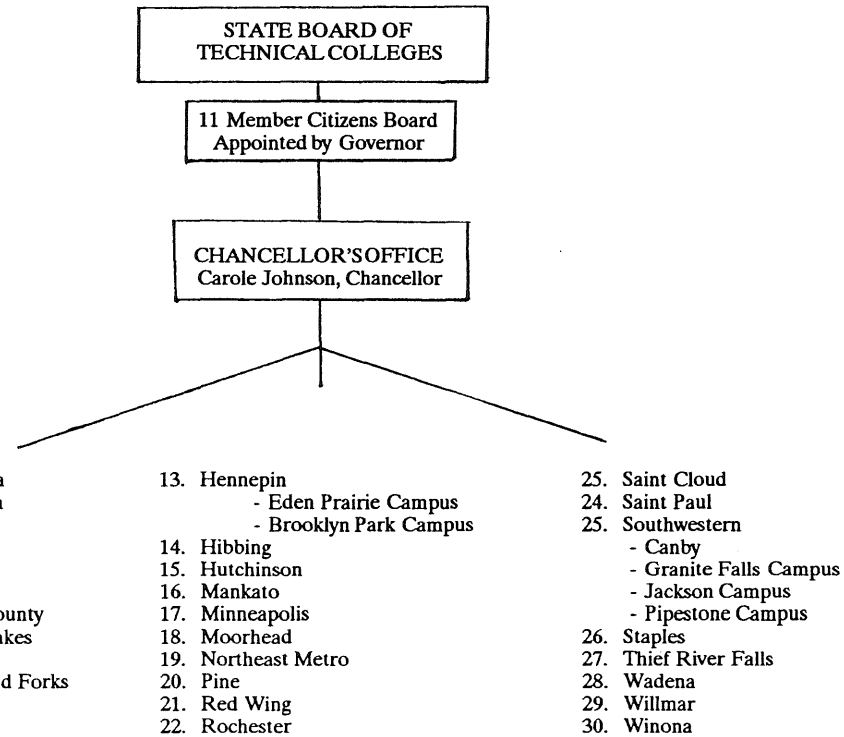 STATE BOARD OF
TECHNICAL COLLEGES
11 Member Citizens Board
Appointed by Governor
CHANCELLOR'S OFFICE
Carole Johnson, Chancellor
a
ounty
akes
d Forks
13. Hennepin
- Eden Prairie Campus
- Brooklyn Park Campus
14. Hibbing
15. Hutchinson
16. Mankato
17. Minneapolis
18. Moorhead
19. Northeast Metro
20. Pine
21. Red Wing
22. Rochester
25. Saint Cloud
24. Saint Paul
25. Southwestern
- Canby
- Granite Falls Campus
- Jackson Campus
- Pipestone Campus
26. Staples
27. Thief River Falls
28. Wadena
29. Willmar
30. Winona